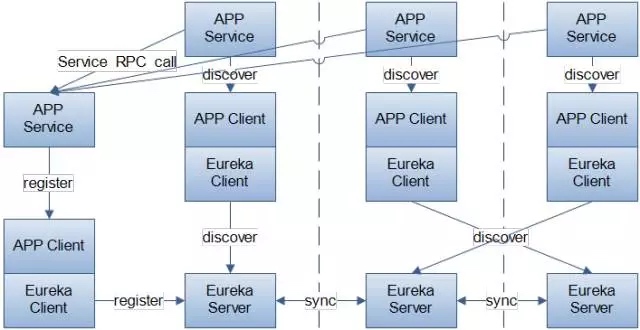 APP
Service
APP
Service
APP
Service
Service RPC call
discover
discover
discover
APP
Service
APP Client
APP Client
APP Client
Eureka
Client
Eureka
Client
Eureka
Client
register
APP Client
discover
discover
Eureka
Client
register
Eureka
Server
sync
Eureka
Server
sync
Eureka
Server